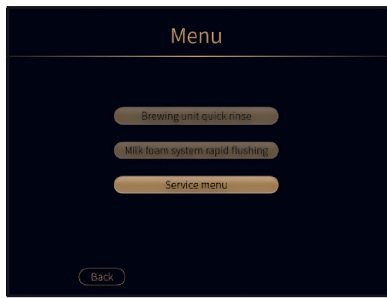 Menu
Brewing unit quick rinse
Milk foam system rapid flushing
Service menu
Back